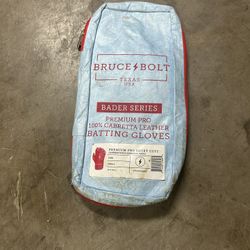 BRUCE BOLT
TEXAS
USA
BADER SERIES
PREMIUM PRO
100% CABRETTA LEATHER
BATTING GLOVES